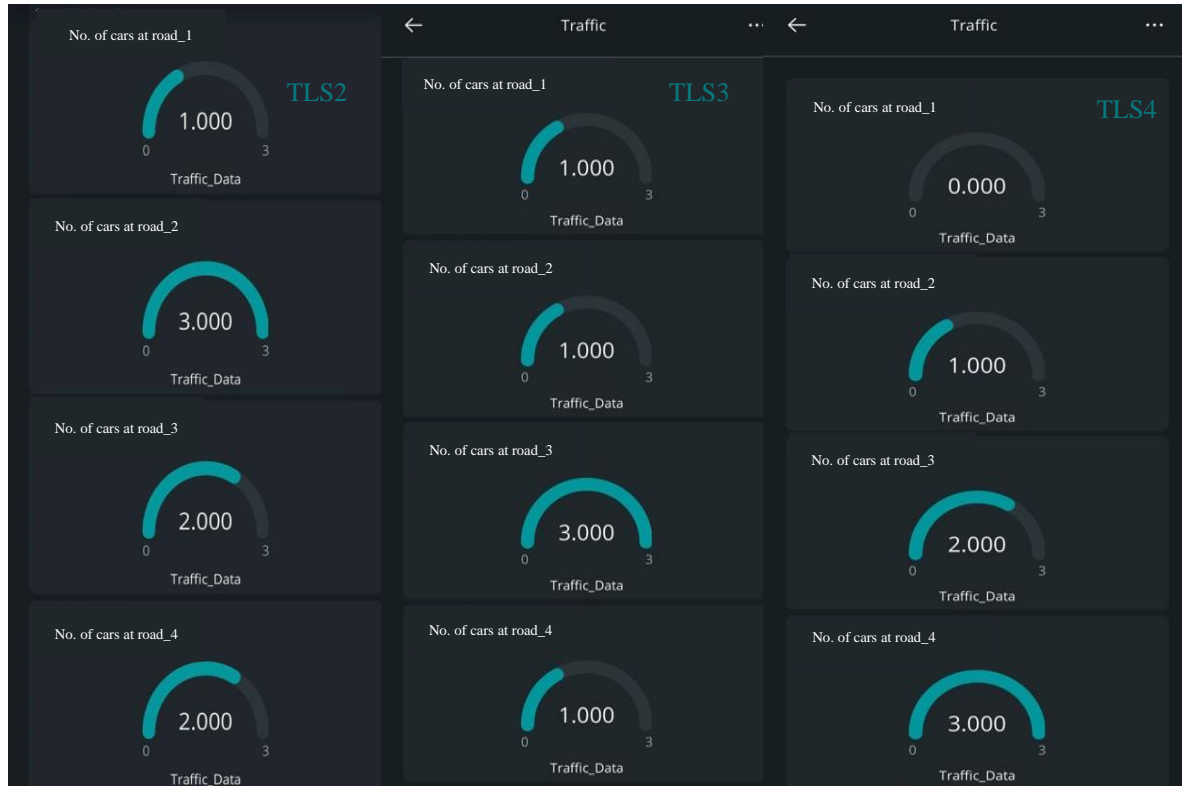 No. of cars at road_1
TLS2
1.000
0 3
Traffic_Data
No. of cars at road_2
3.000
0 3
Traffic_Data
No. of cars at road_3
2.000
0 3
Traffic_Data
No. of cars at road_4
2.000
0 3
Traffic_Data
← Traffic ...
No. of cars at road_1
TLS3
1.000
0 3
Traffic_Data
No. of cars at road_2
1.000
0 3
Traffic_Data
No. of cars at road_3
3.000
0 3
Traffic_Data
No. of cars at road_4
1.000
0 3
Traffic_Data
← Traffic ...
No. of cars at road_1
TLS4
0.000
0 3
Traffic_Data
No. of cars at road_2
1.000
0 3
Traffic_Data
No. of cars at road_3
2.000
0 3
Traffic_Data
No. of cars at road_4
3.000
0 3
Traffic_Data